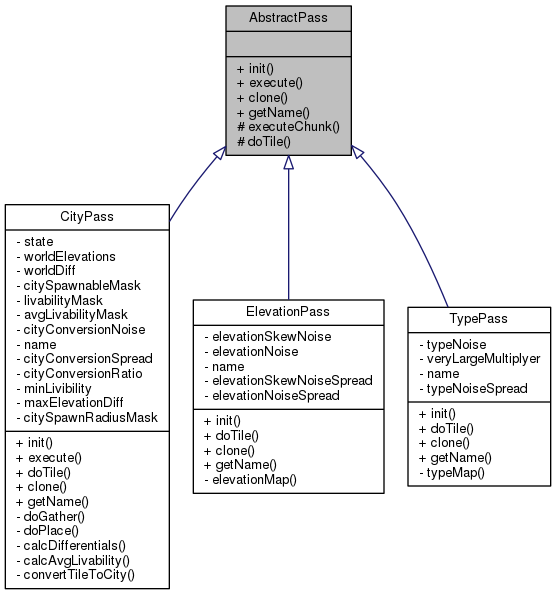 AbstractPass
+ init()
+ execute()
+ clone()
+ getName()
# executeChunk()
# doTile()
CityPass
- state
- worldElevations
- worldDiff
- citySpawnableMask
- livabilityMask
- avgLivabilityMask
- cityConversionNoise
- name
- cityConversionSpread
- cityConversionRatio
- minLivibility
- maxElevationDiff
- citySpawnRadiusMask
+ init()
+ execute()
+ doTile()
+ clone()
+ getName()
- doGather()
- doPlace()
- calcDifferentials()
- calcAvgLivability()
- convertTileToCity()
ElevationPass
- elevationSkewNoise
- elevationNoise
- name
- elevationSkewNoiseSpread
- elevationNoiseSpread
+ init()
+ doTile()
+ clone()
+ getName()
- elevationMap()
TypePass
- typeNoise
- veryLargeMultiplyer
- name
- typeNoiseSpread
+ init()
+ doTile()
+ clone()
+ getName()
- typeMap()